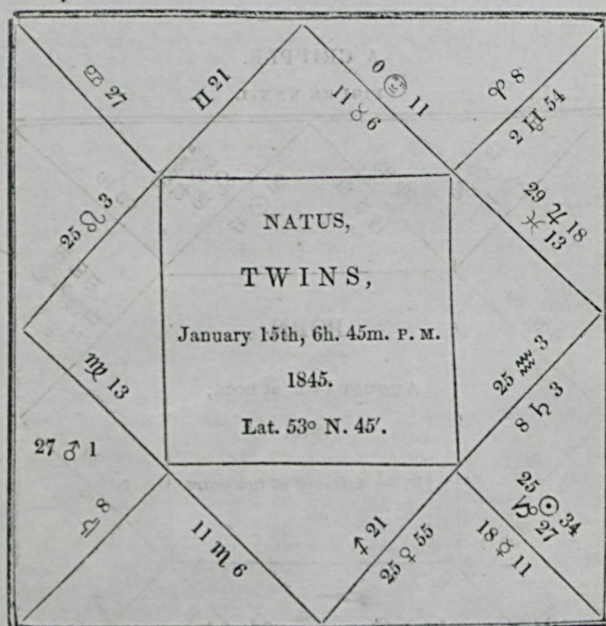 ♋ 27
♊ 21
0 ☽ 11
11 ♉ 6
♈ 8
2 ♅ 54
29 ♃ 18
♓ 13
25 ♌ 3
NATUS,
TWINS,
January 15th, 6h. 45m. P. M.
1845.
Lat. 53° N. 45′.
25 ♒ 3
8 ♄ 3
♍ 13
27 ♂ 1
♎ 8
11 ♏ 6
♐ 21
25 ♀ 55
18 ☿ 11
25 ☉ 34
♑ 27